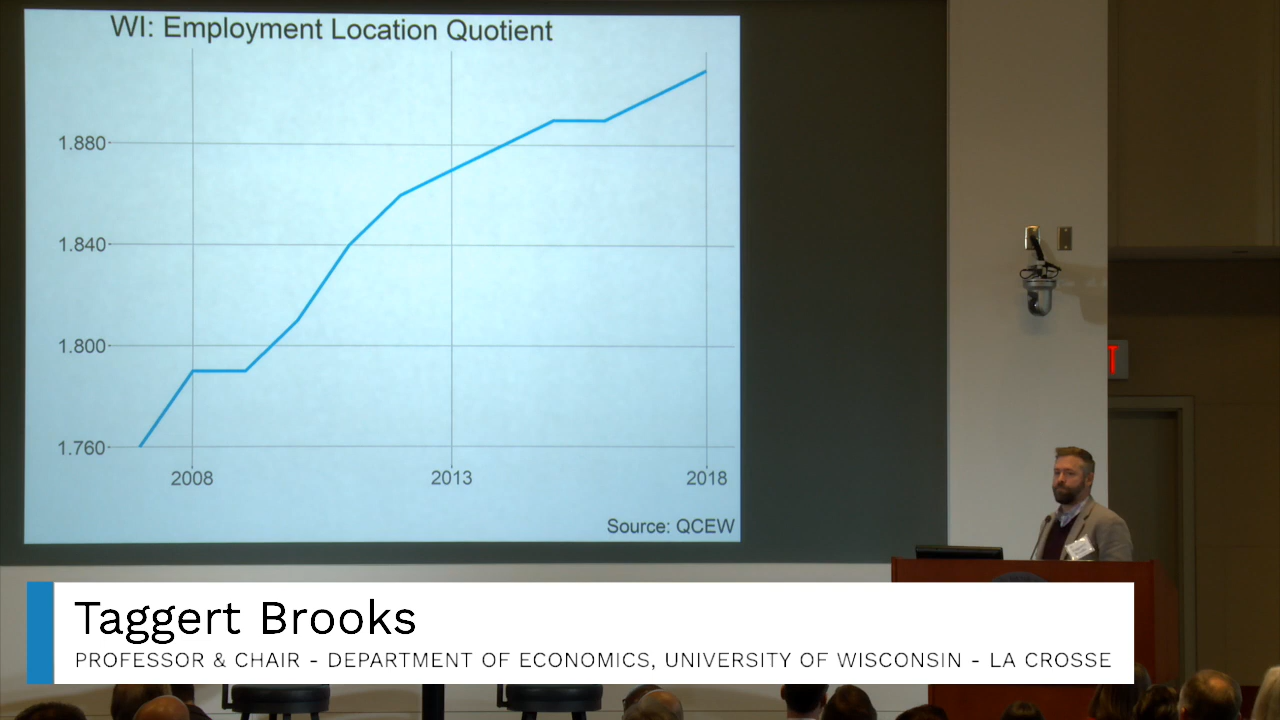 WI: Employment Location Quotient
1.880
1.840
1.800
1.760
2008 2013 2018
Source: QCEW
Taggert Brooks
PROFESSOR & CHAIR - DEPARTMENT OF ECONOMICS, UNIVERSITY OF WISCONSIN - LA CROSSE